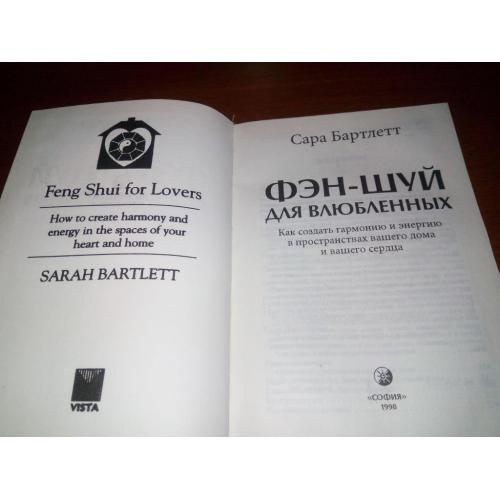 Feng Shui for Lovers
How to create harmony and
energy in the spaces of your
heart and home
SARAH BARTLETT
VISTA
Сара Бартлетт
ФЭН-ШУЙ
ДЛЯ ВЛЮБЛЕННЫХ
Как создать гармонию и энергию
в пространствах вашего дома
и вашего сердца
«СОФИЯ»
1998